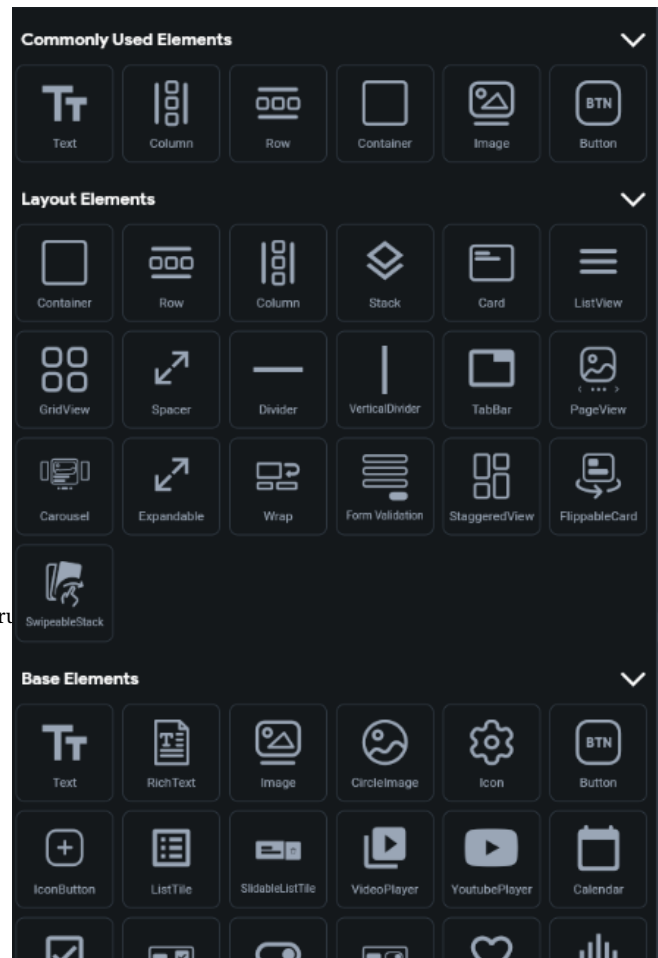 Commonly Used Elements
Text Column Row Container Image BTN Button
Layout Elements
Container Row Column Stack Card ListView
GridView Spacer Divider VerticalDivider TabBar PageView
Carousel Expandable Wrap Form Validation StaggeredView FlippableCard
SwipeableStack
Base Elements
Text RichText Image CircleImage Icon BTN Button
IconButton ListTile SlidableListTile VideoPlayer YoutubePlayer Calendar